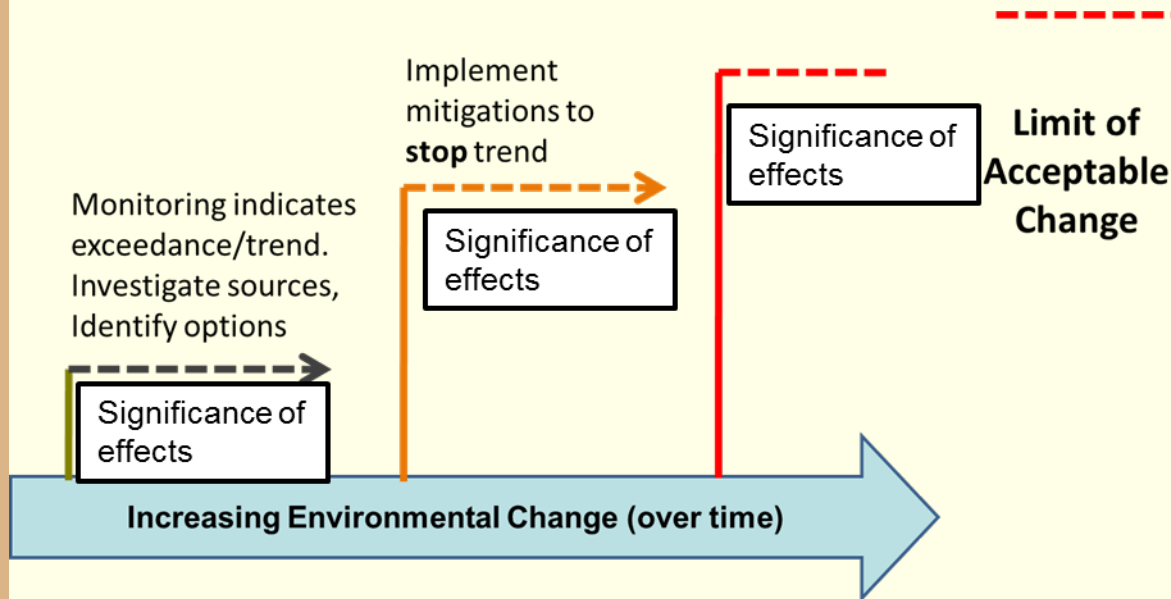 Implement
mitigations to
stop trend
Significance of
effects
Limit of
Acceptable
Change
Monitoring indicates
exceedance/trend.
Investigate sources,
Identify options
Significance of
effects
Significance of
effects
Increasing Environmental Change (over time)